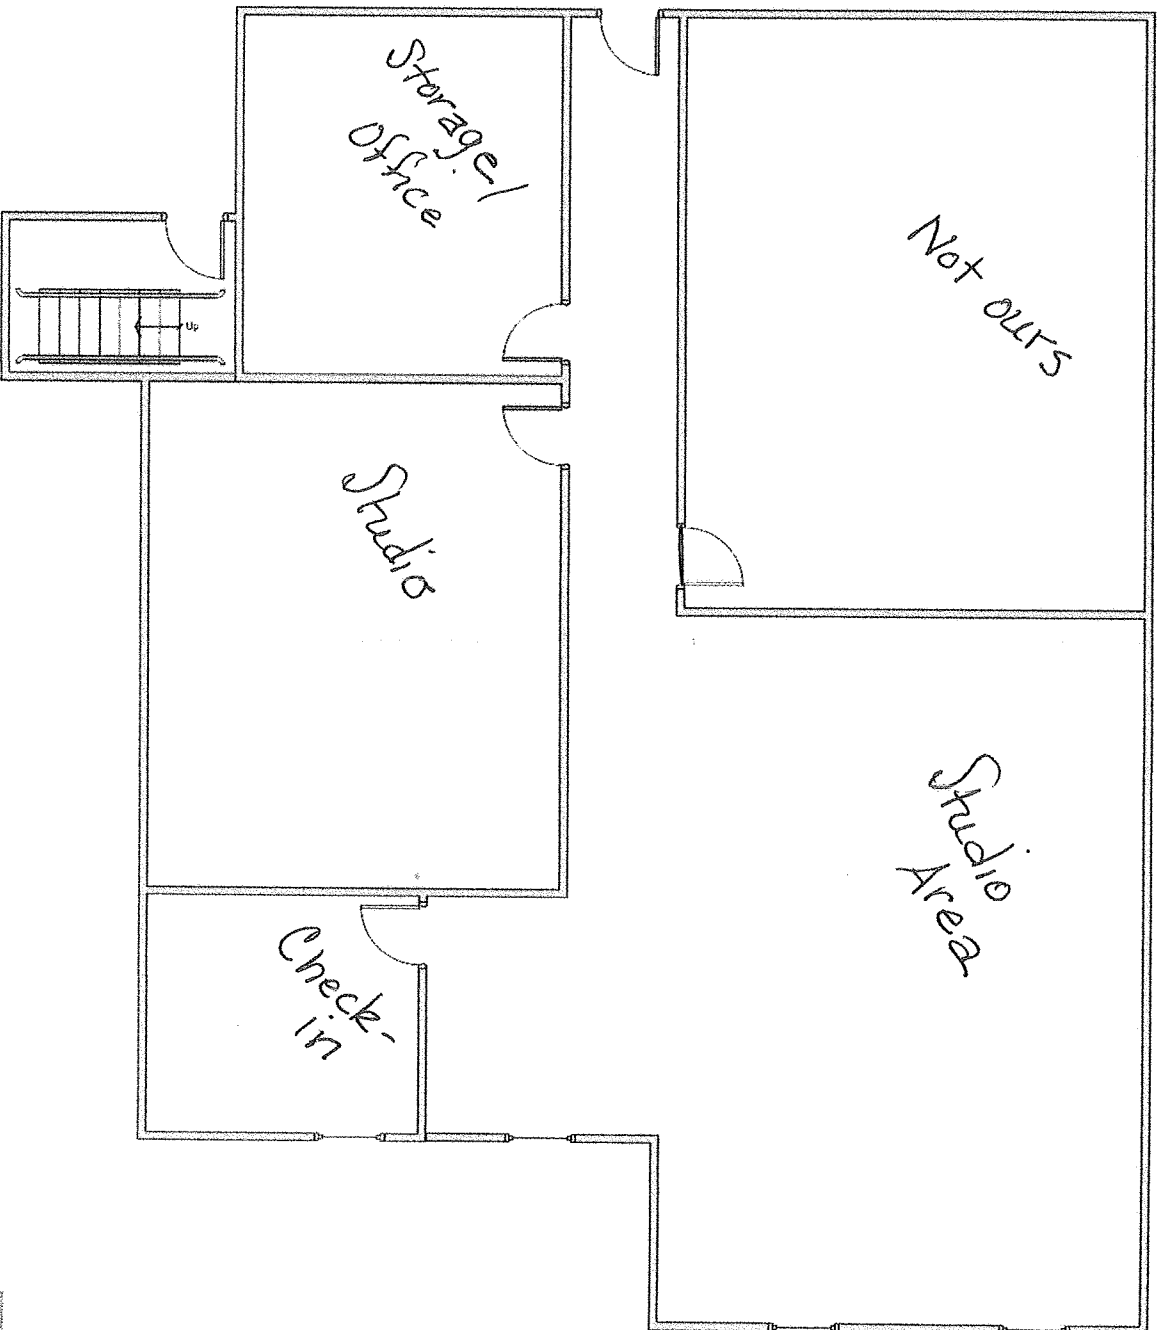 Storage/
Office
Not ours
Up
Studio
Studio
Area
Check-
in